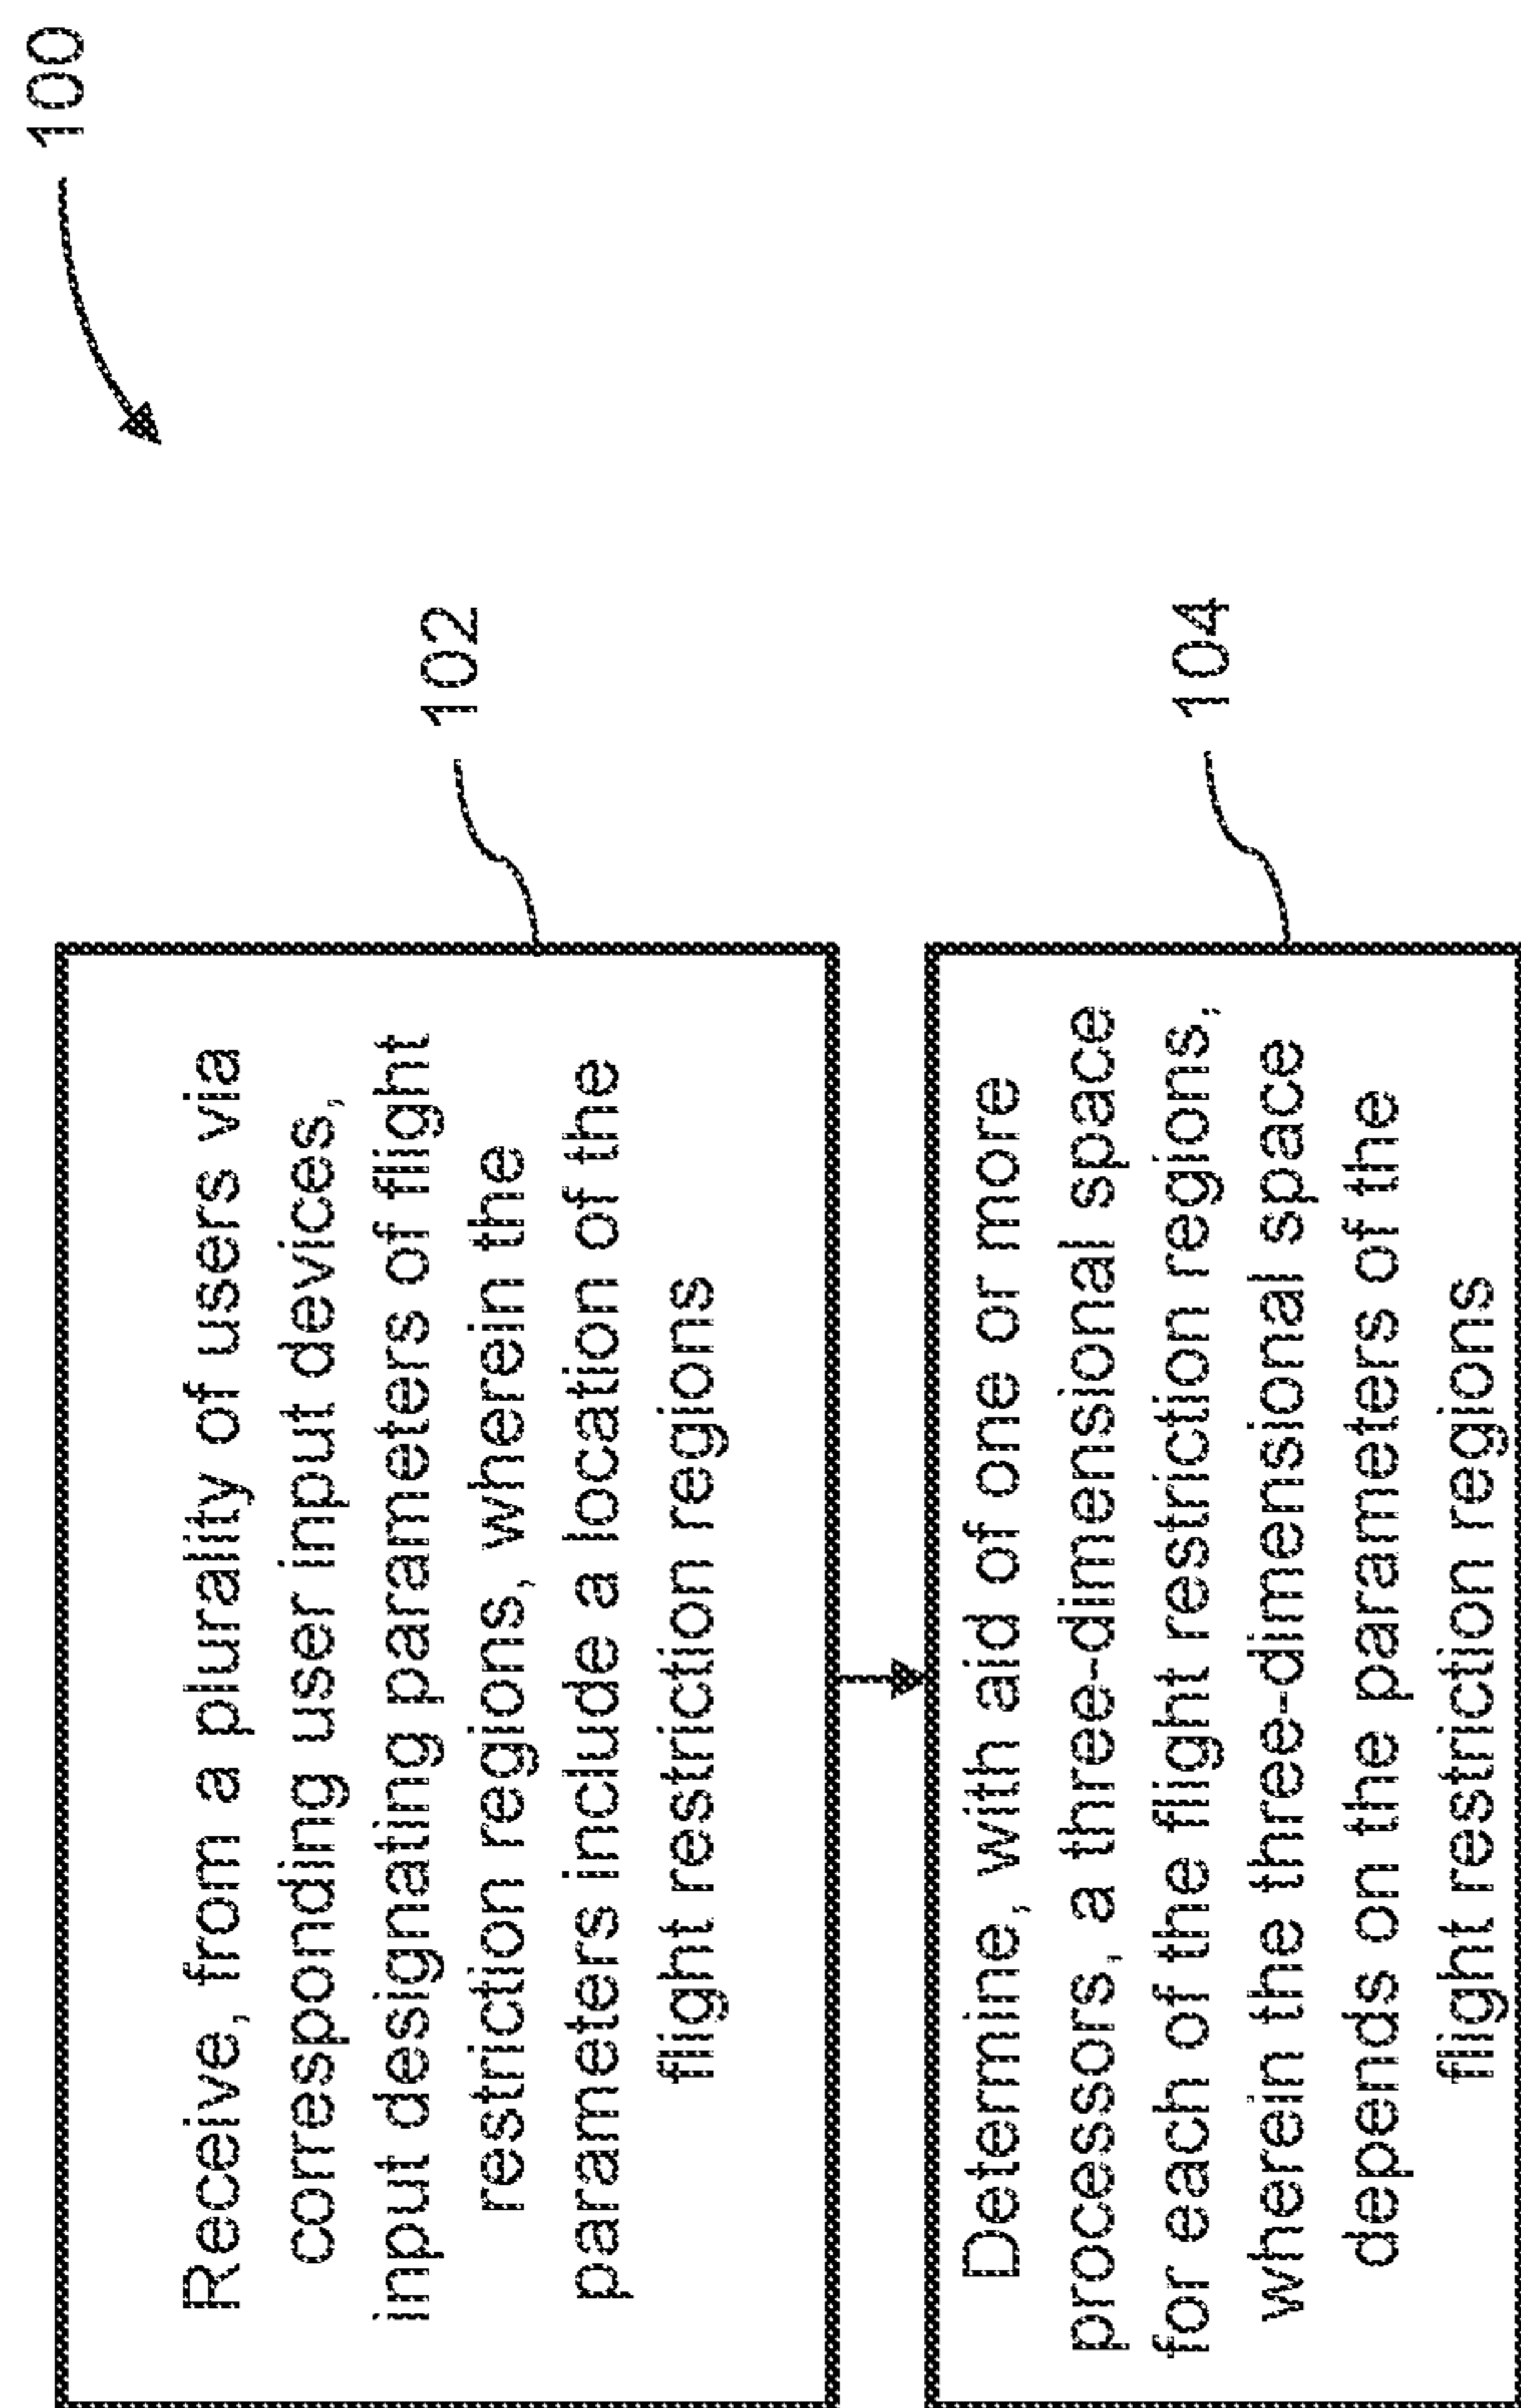 100
102
Receive, from a plurality of users via
corresponding user input devices,
input designating parameters of flight
restriction regions, wherein the
parameters include a location of the
flight restriction regions
104
Determine, with aid of one or more
processors, a three-dimensional space
for each of the flight restriction regions,
wherein the three-dimensional space
depends on the parameters of the
flight restriction regions